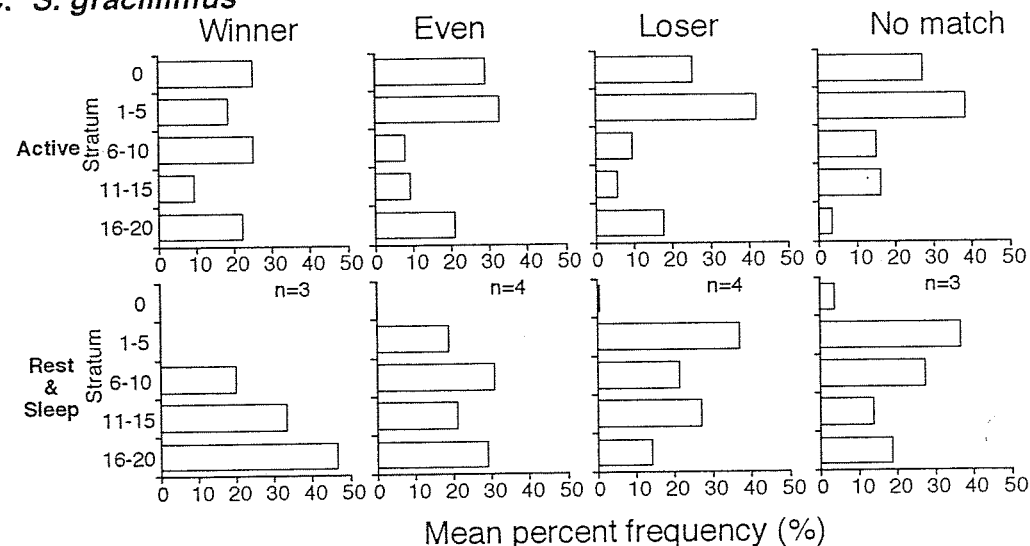 C. S. gracillimus
Winner Even Loser No match
Active Stratum
0
1-5
6-10
11-15
16-20
0 10 20 30 40 50 0 10 20 30 40 50 0 10 20 30 40 50 0 10 20 30 40 50
n=3 n=4 n=4 n=3
Rest & Sleep Stratum
0
1-5
6-10
11-15
16-20
0 10 20 30 40 50 0 10 20 30 40 50 0 10 20 30 40 50 0 10 20 30 40 50
Mean percent frequency (%)